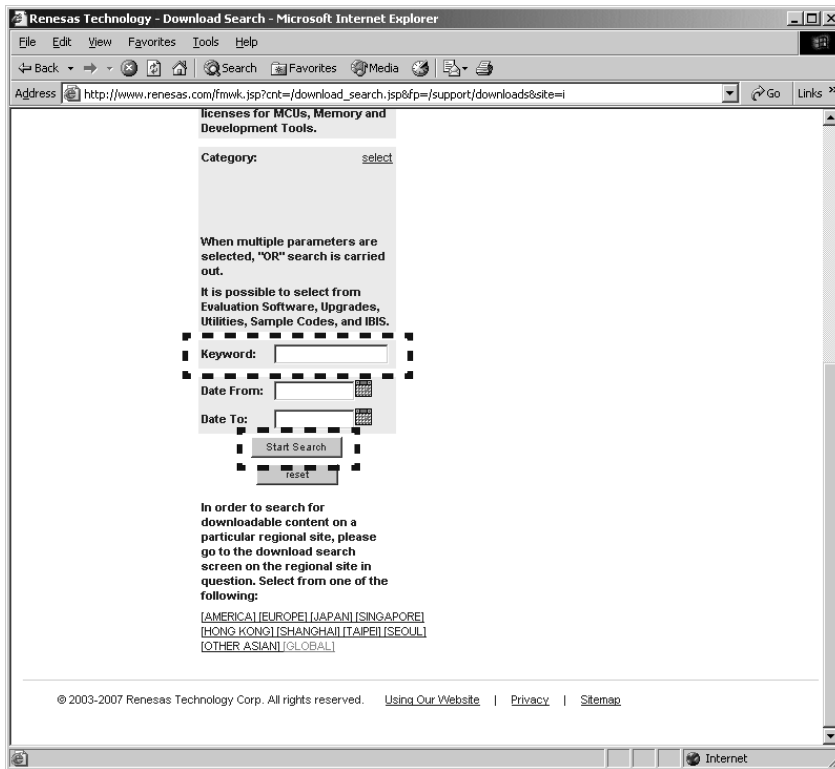 Renesas Technology - Download Search - Microsoft Internet Explorer
File Edit View Favorites Tools Help
Back Search Favorites Media
Address http://www.renesas.com/fmwk.jsp?cnt=/download_search.jsp&fp=/support/downloads&site=i Go Links »
licenses for MCUs, Memory and
Development Tools.
Category: select
When multiple parameters are
selected, "OR" search is carried
out.
It is possible to select from
Evaluation Software, Upgrades,
Utilities, Sample Codes, and IBIS.
Keyword:
Date From:
Date To:
Start Search
reset
In order to search for
downloadable content on a
particular regional site, please
go to the download search
screen on the regional site in
question. Select from one of the
following:
[AMERICA] [EUROPE] [JAPAN] [SINGAPORE]
[HONG KONG] [SHANGHAI] [TAIPEI] [SEOUL]
[OTHER ASIAN] [GLOBAL]
© 2003-2007 Renesas Technology Corp. All rights reserved. Using Our Website | Privacy | Sitemap
Internet